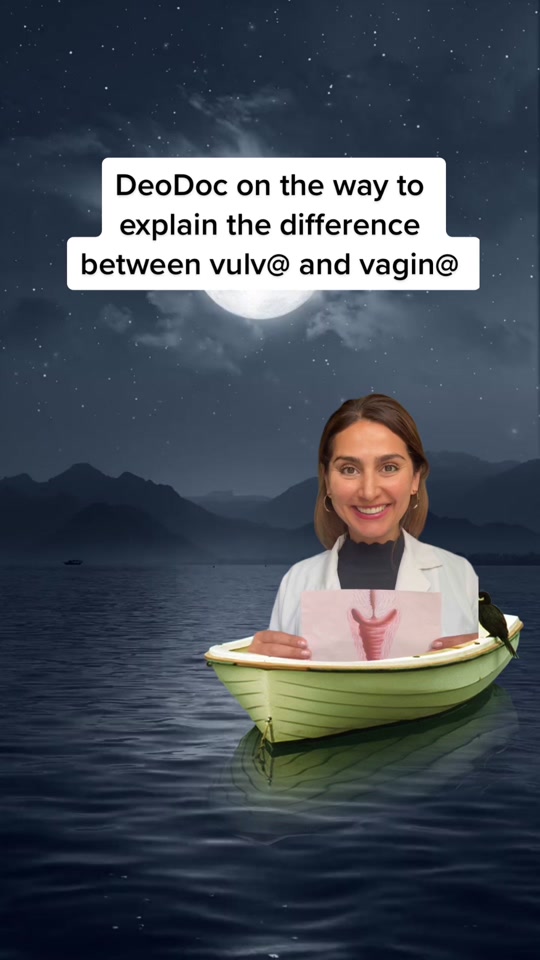 DeoDoc on the way to
explain the difference
between vulv@ and vagin@